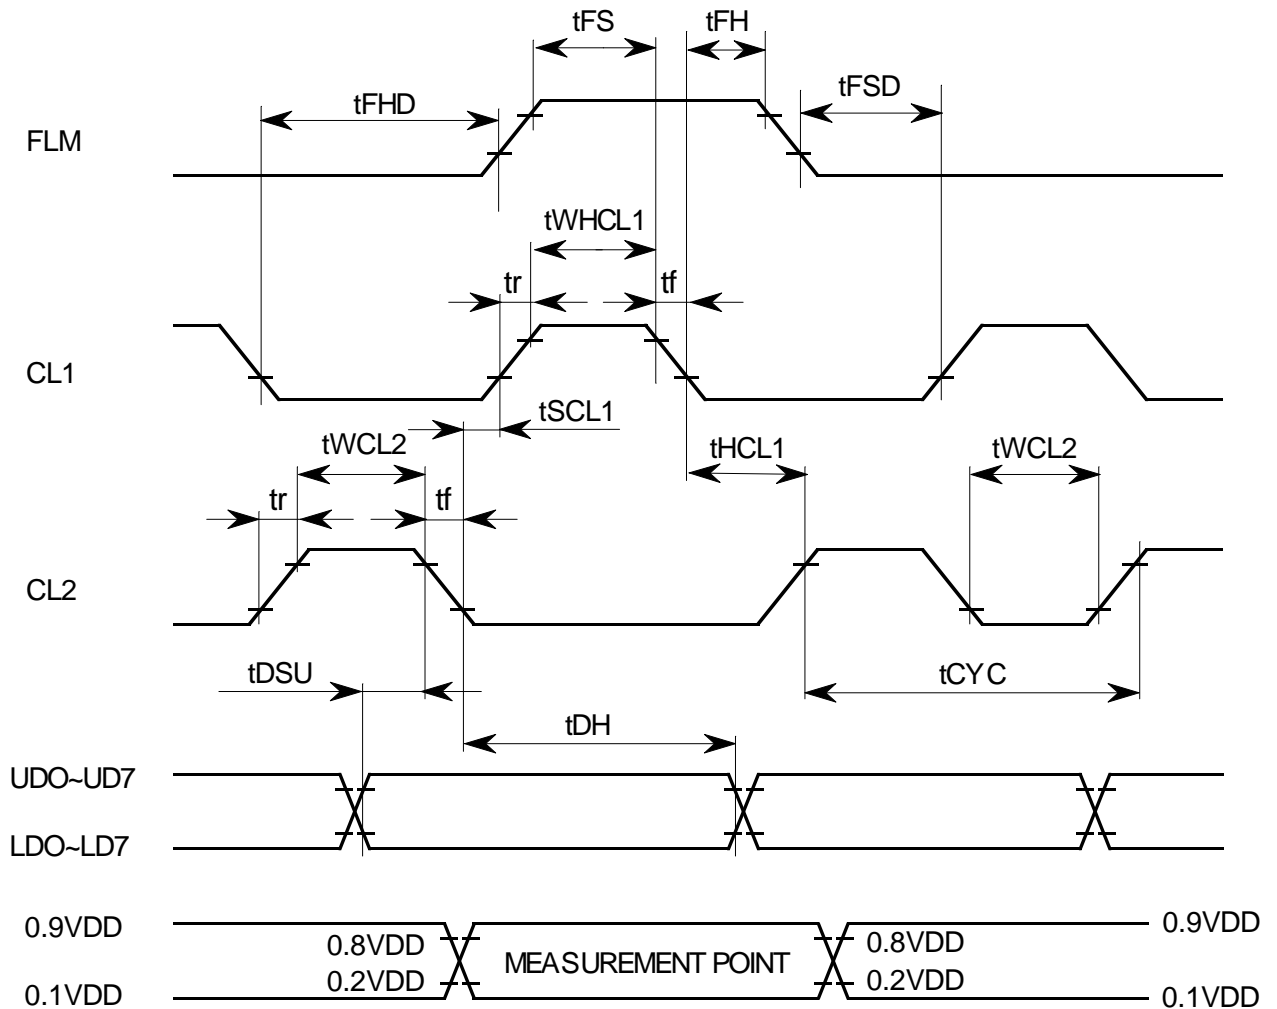 tFS
tFH
tFHD
tFSD
FLM
tWHCL1
tr
tf
CL1
tSCL1
tWCL2
tHCL1
tWCL2
tr
tf
CL2
tDSU
tCYC
tDH
UDO~UD7
LDO~LD7
0.9VDD
0.9VDD
0.8VDD
0.8VDD
MEASUREMENT POINT
0.2VDD
0.2VDD
0.1VDD
0.1VDD